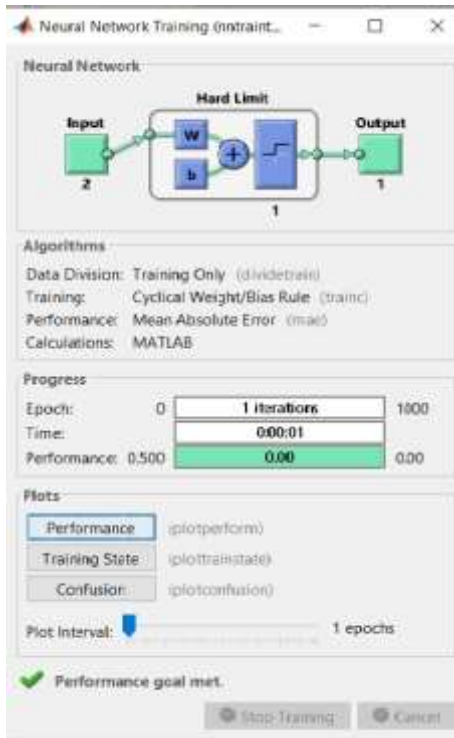 Neural Network Training (nntraint...
Neural Network
Hard Limit
Input
Output
W
b
+
2
1
1
Algorithms
Data Division: Training Only (dividetrain)
Training: Cyclical Weight/Bias Rule (trainc)
Performance: Mean Absolute Error (mae)
Calculations: MATLAB
Progress
Epoch: 0 1 iterations 1000
Time: 0:00:01
Performance: 0.500 0.00 0.00
Plots
Performance (plotperform)
Training State (plottrainstate)
Confusion (plotconfusion)
Plot Interval: 1 epochs
Performance goal met.
Stop Training Cancel